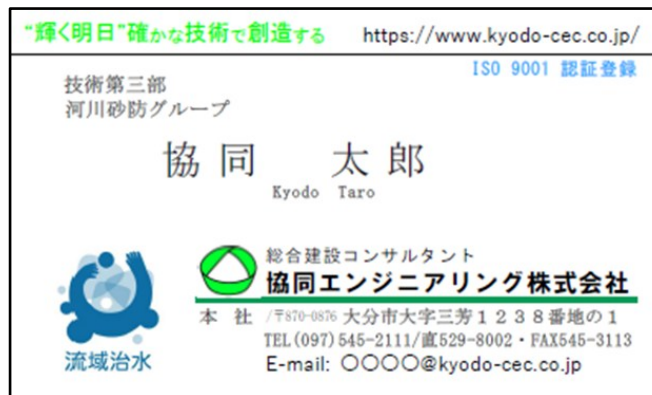 “輝く明日”確かな技術で創造する https://www.kyodo-cec.co.jp/
ISO 9001 認証登録
技術第三部
河川砂防グループ
協同 太郎
Kyodo Taro
総合建設コンサルタント
協同エンジニアリング株式会社
本社 /〒870-0876 大分市大字三芳1238番地の1
TEL(097)545-2111/直529-8002・FAX545-3113
E-mail: 〇〇〇〇@kyodo-cec.co.jp
流域治水